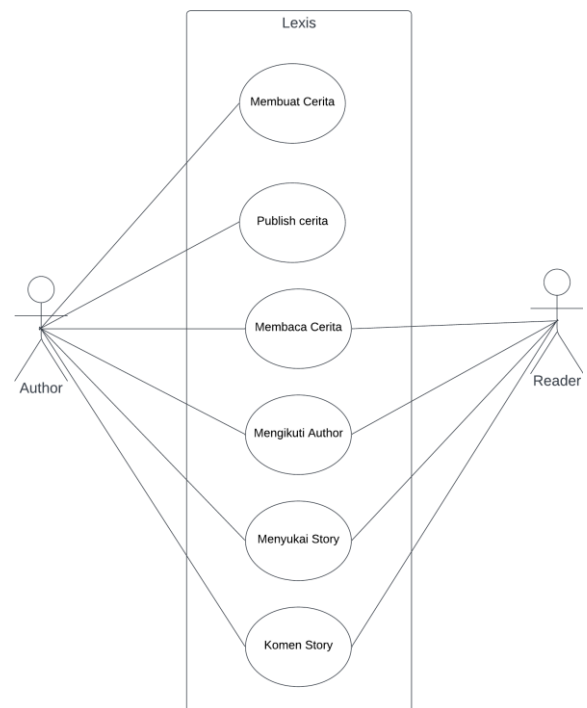 Lexis
Membuat Cerita
Publish cerita
Membaca Cerita
Author
Reader
Mengikuti Author
Menyukai Story
Komen Story